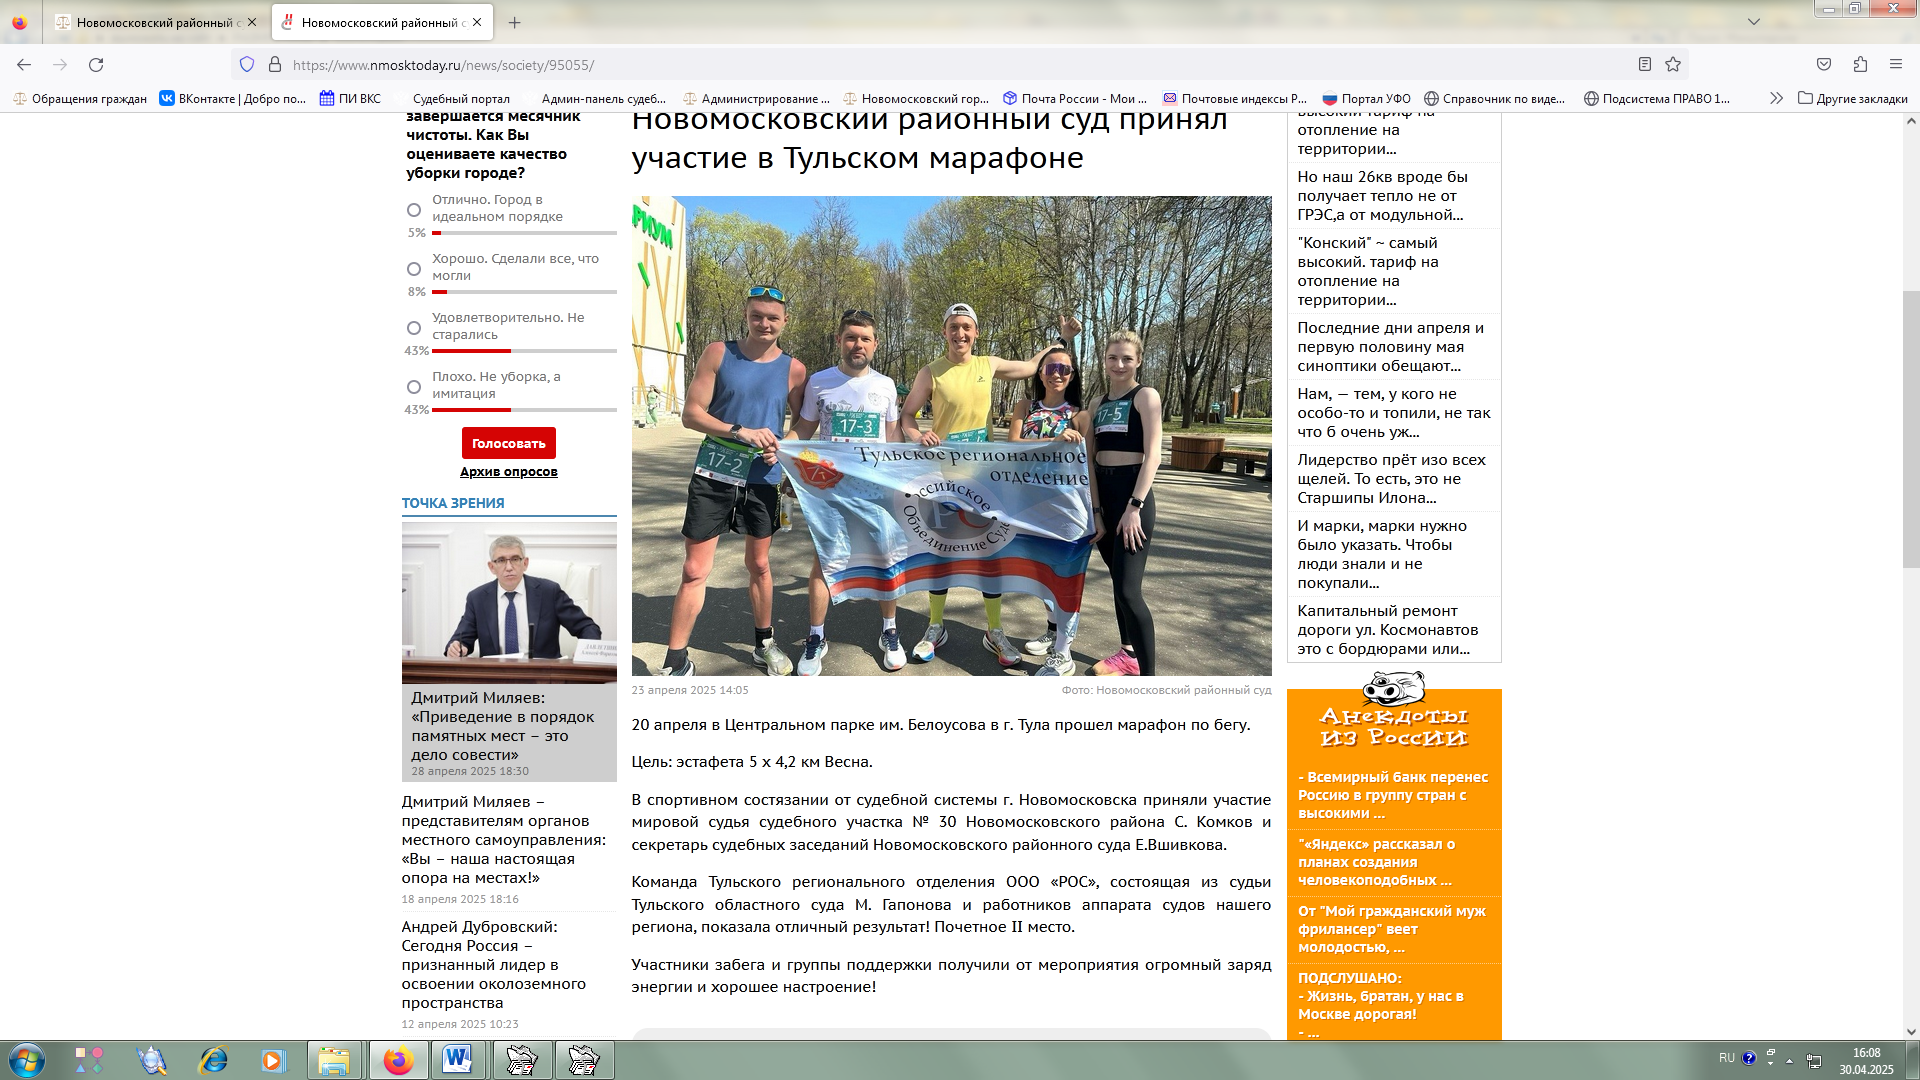 Новомосковский районный с
Новомосковский районный с
https://www.nmosktoday.ru/news/society/95055/
Обращения граждан
ВКонтакте | Добро по...
ПИ ВКС
Судебный портал
Админ-панель судеб...
Администрирование ...
Новомосковский гор...
Почта России - Мои ...
Почтовые индексы Р...
Портал УФО
Справочник по виде...
Подсистема ПРАВО 1...
Другие закладки
завершается месячник
чистоты. Как Вы
оцениваете качество
уборки городе?
Отлично. Город в
идеальном порядке
5%
Хорошо. Сделали все, что
могли
8%
Удовлетворительно. Не
старались
43%
Плохо. Не уборка, а
имитация
43%
Голосовать
Архив опросов
ТОЧКА ЗРЕНИЯ
Дмитрий Миляев:
«Приведение в порядок
памятных мест – это
дело совести»
28 апреля 2025 18:30
Дмитрий Миляев –
представителям органов
местного самоуправления:
«Вы – наша настоящая
опора на местах!»
18 апреля 2025 18:16
Андрей Дубровский:
Сегодня Россия –
признанный лидер в
освоении околоземного
пространства
12 апреля 2025 10:23
Новомосковский районный суд принял
участие в Тульском марафоне
РИУМ
17-2
17-3
17-5
Тульское региональное
отделение
Российское
Объединение Суде
23 апреля 2025 14:05
Фото: Новомосковский районный суд
20 апреля в Центральном парке им. Белоусова в г. Тула прошел марафон по бегу.
Цель: эстафета 5 х 4,2 км Весна.
В спортивном состязании от судебной системы г. Новомосковска приняли участие
мировой судья судебного участка № 30 Новомосковского района С. Комков и
секретарь судебных заседаний Новомосковского районного суда Е.Вшивкова.
Команда Тульского регионального отделения ООО «РОС», состоящая из судьи
Тульского областного суда М. Гапонова и работников аппарата судов нашего
региона, показала отличный результат! Почетное II место.
Участники забега и группы поддержки получили от мероприятия огромный заряд
энергии и хорошее настроение!
высокий тариф на
отопление на
территории...
Но наш 26кв вроде бы
получает тепло не от
ГРЭС,а от модульной...
"Конский" ~ самый
высокий. тариф на
отопление на
территории...
Последние дни апреля и
первую половину мая
синоптики обещают...
Нам, — тем, у кого не
особо-то и топили, не так
что б очень уж...
Лидерство прёт изо всех
щелей. То есть, это не
Старшипы Илона...
И марки, марки нужно
было указать. Чтобы
люди знали и не
покупали...
Капитальный ремонт
дороги ул. Космонавтов
это с бордюрами или...
Анекдоты
из России
- Всемирный банк перенес
Россию в группу стран с
высокими ...
"«Яндекс» рассказал о
планах создания
человекоподобных ...
От "Мой гражданский муж
фрилансер" веет
молодостью, ...
ПОДСЛУШАНО:
- Жизнь, братан, у нас в
Москве дорогая!
- ...
RU
16:08
30.04.2025